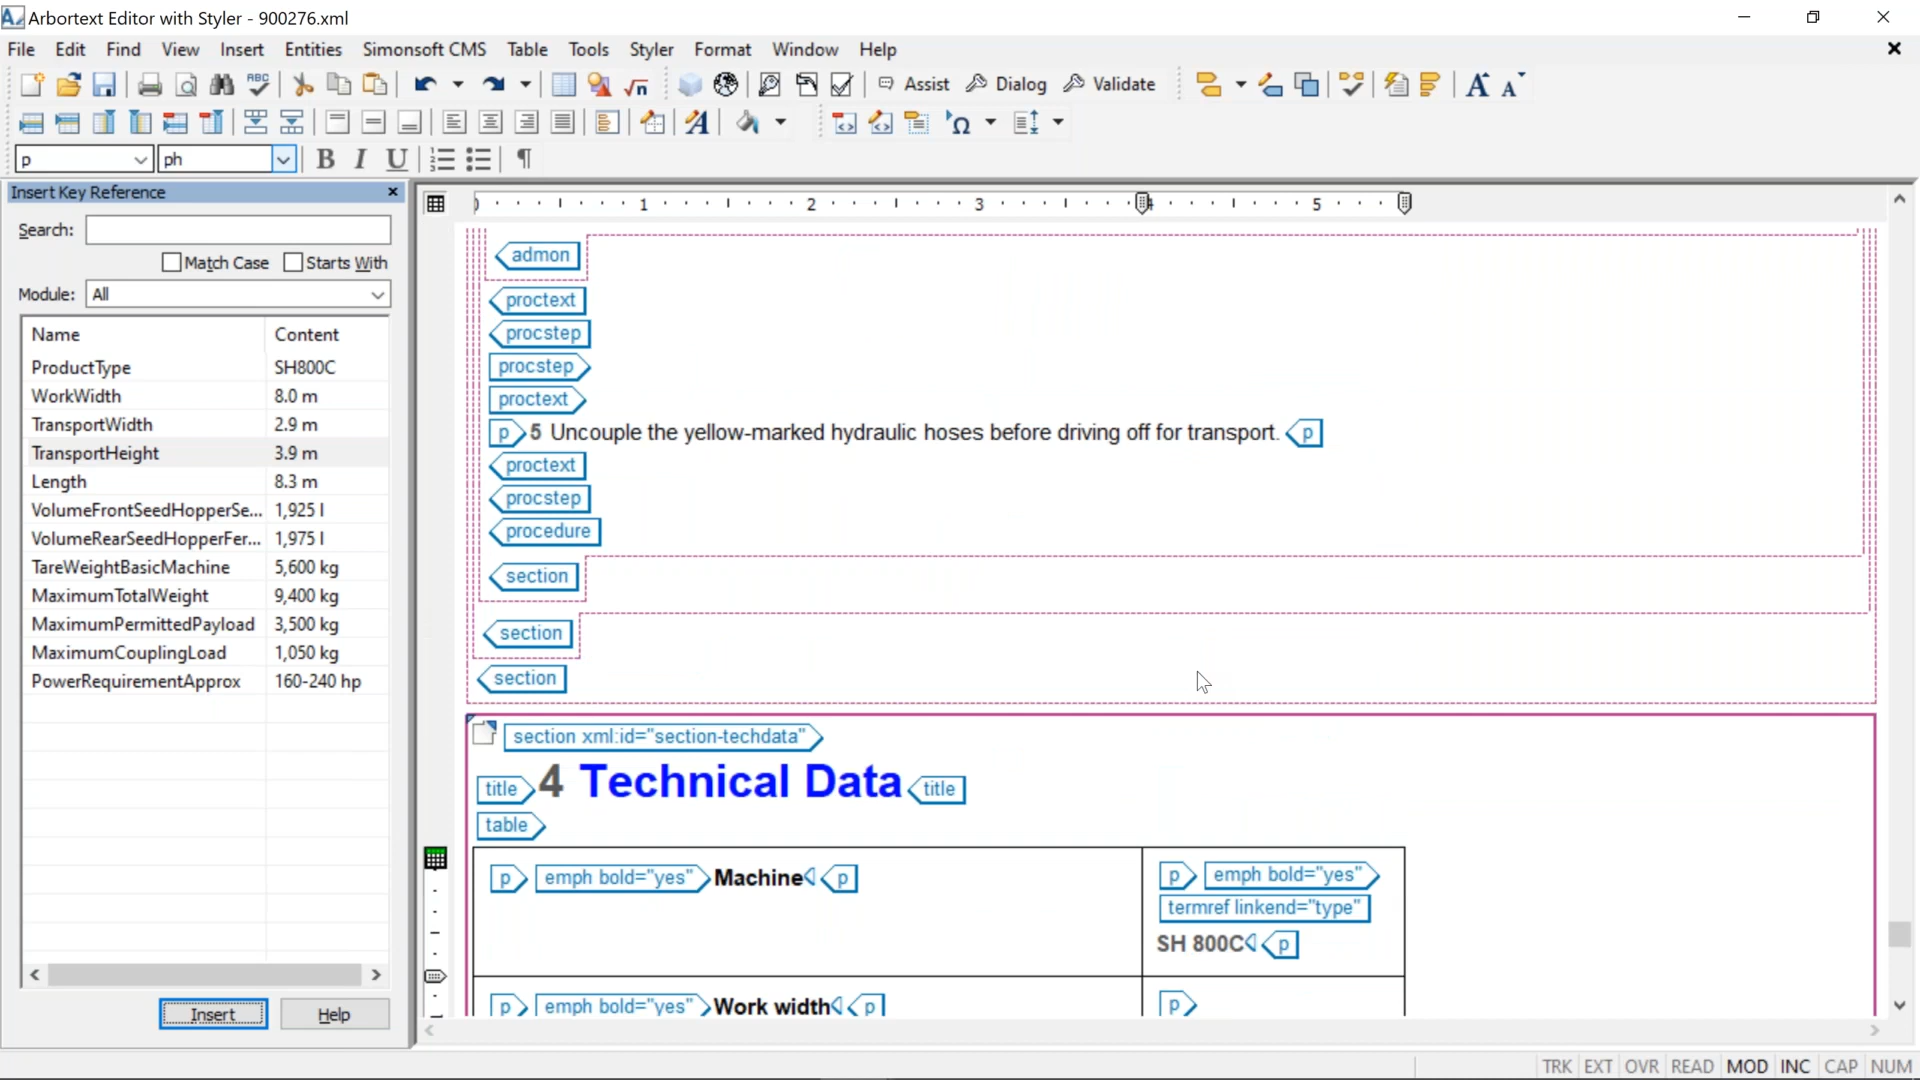 Arbortext Editor with Styler - 900276.xml
File Edit Find View Insert Entities Simonsoft CMS Table Tools Styler Format Window Help
Assist Dialog Validate
p ph B I U
Insert Key Reference
Search:
Match Case Starts With
Module: All
Name Content
ProductType SH800C
WorkWidth 8.0 m
TransportWidth 2.9 m
TransportHeight 3.9 m
Length 8.3 m
VolumeFrontSeedHopperSe... 1,925 l
VolumeRearSeedHopperFer... 1,975 l
TareWeightBasicMachine 5,600 kg
MaximumTotalWeight 9,400 kg
MaximumPermittedPayload 3,500 kg
MaximumCouplingLoad 1,050 kg
PowerRequirementApprox 160-240 hp
Insert Help
1 2 3 4 5
admon
proctext
procstep
procstep
proctext
p 5 Uncouple the yellow-marked hydraulic hoses before driving off for transport. p
proctext
procstep
procedure
section
section
section
section xml:id="section-techdata"
title 4 Technical Data title
table
p emph bold="yes" Machine p
p emph bold="yes"
termref linkend="type"
SH 800C p
p emph bold="yes" Work width p
p
TRK EXT OVR READ MOD INC CAP NUM